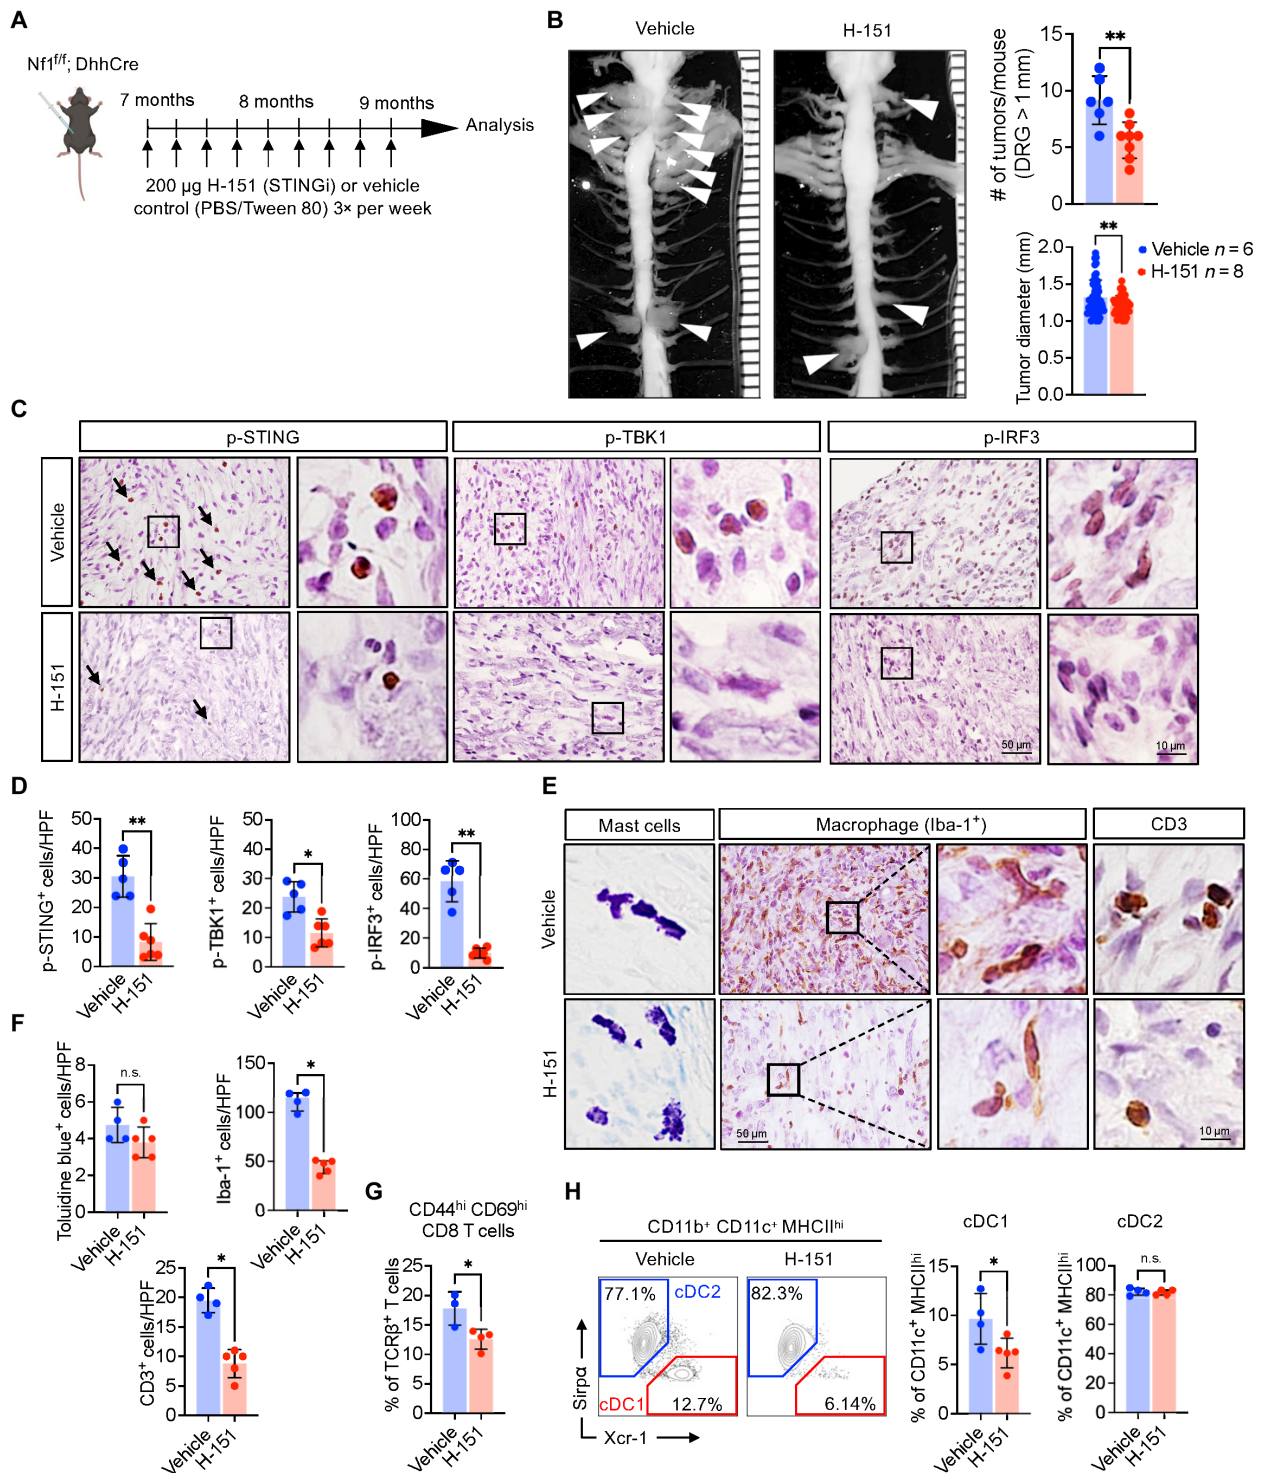 A
Nf1f/f; DhhCre
7 months
8 months
9 months
Analysis
200 µg H-151 (STINGi) or vehicle
control (PBS/Tween 80) 3× per week
B
Vehicle
H-151
# of tumors/mouse
(DRG > 1 mm)
15
10
5
0
**
Tumor diameter (mm)
2.0
1.5
1.0
0.5
0.0
**
Vehicle n = 6
H-151 n = 8
C
p-STING
p-TBK1
p-IRF3
Vehicle
H-151
50 µm
10 µm
D
p-STING+ cells/HPF
50
40
30
20
10
0
**
Vehicle
H-151
p-TBK1+ cells/HPF
50
40
30
20
10
0
*
Vehicle
H-151
p-IRF3+ cells/HPF
100
80
60
40
20
0
**
Vehicle
H-151
E
Mast cells
Macrophage (Iba-1+)
CD3
Vehicle
H-151
50 µm
10 µm
F
Toluidine blue+ cells/HPF
8
6
4
2
0
n.s.
Vehicle
H-151
Iba-1+ cells/HPF
150
100
50
0
*
Vehicle
H-151
CD3+ cells/HPF
25
20
15
10
5
0
*
Vehicle
H-151
G
CD44hi CD69hi
CD8 T cells
% of TCRβ+ T cells
25
20
15
10
5
0
*
Vehicle
H-151
H
CD11b+ CD11c+ MHCIIhi
Vehicle
H-151
77.1%
cDC2
82.3%
cDC1
12.7%
6.14%
Sirpα
Xcr-1
cDC1
% of CD11c+ MHCIIhi
15
10
5
0
*
Vehicle
H-151
cDC2
% of CD11c+ MHCIIhi
100
80
60
40
20
0
n.s.
Vehicle
H-151